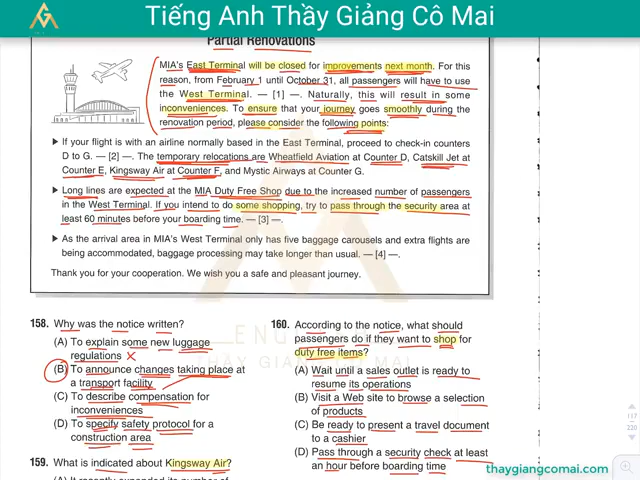 Tiếng Anh Thầy Giảng Cô Mai
Partial Renovations
MIA's East Terminal will be closed for improvements next month. For this
reason, from February 1 until October 31, all passengers will have to use
the West Terminal. — [1] —. Naturally, this will result in some
inconveniences. To ensure that your journey goes smoothly during the
renovation period, please consider the following points:
▶ If your flight is with an airline normally based in the East Terminal, proceed to check-in counters
D to G. — [2] —. The temporary relocations are Wheatfield Aviation at Counter D, Catskill Jet at
Counter E, Kingsway Air at Counter F, and Mystic Airways at Counter G.
▶ Long lines are expected at the MIA Duty Free Shop due to the increased number of passengers
in the West Terminal. If you intend to do some shopping, try to pass through the security area at
least 60 minutes before your boarding time. — [3] —.
▶ As the arrival area in MIA's West Terminal only has five baggage carousels and extra flights are
being accommodated, baggage processing may take longer than usual. — [4] —.
Thank you for your cooperation. We wish you a safe and pleasant journey.
158. Why was the notice written?
(A) To explain some new luggage
regulations
(B) To announce changes taking place at
a transport facility
(C) To describe compensation for
inconveniences
(D) To specify safety protocol for a
construction area
159. What is indicated about Kingsway Air?
(A) It recently expanded its number of
160. According to the notice, what should
passengers do if they want to shop for
duty free items?
(A) Wait until a sales outlet is ready to
resume its operations
(B) Visit a Web site to browse a selection
of products
(C) Be ready to present a travel document
to a cashier
(D) Pass through a security check at least
an hour before boarding time
117
220
THẦY GIẢNG CÔ MAI
thaygiangcomai.com